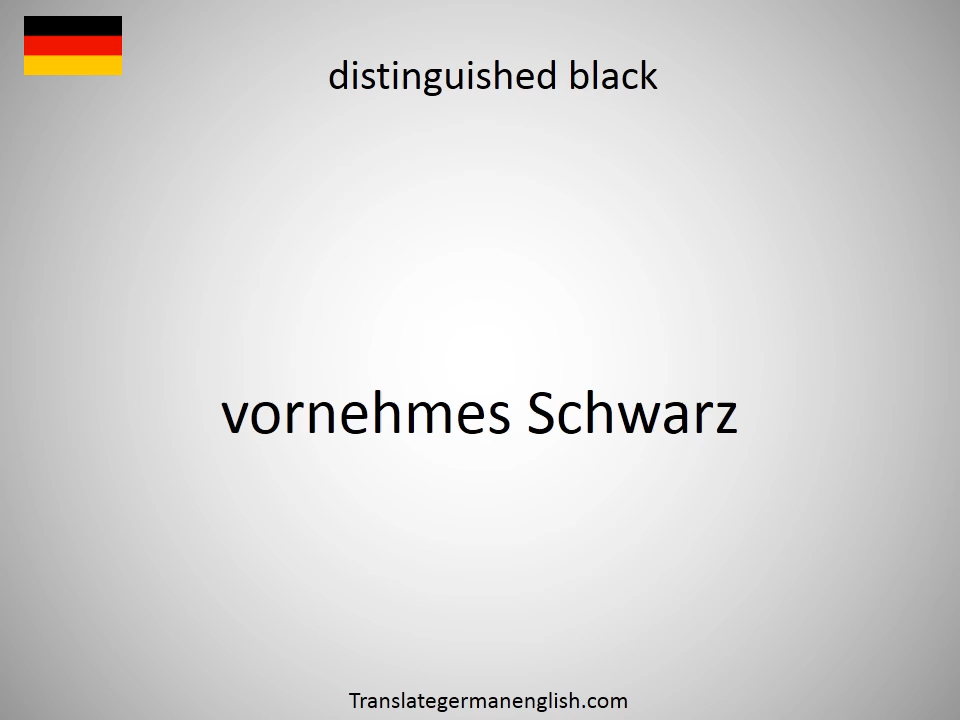 distinguished black
vornehmes Schwarz
Translategermanenglish.com